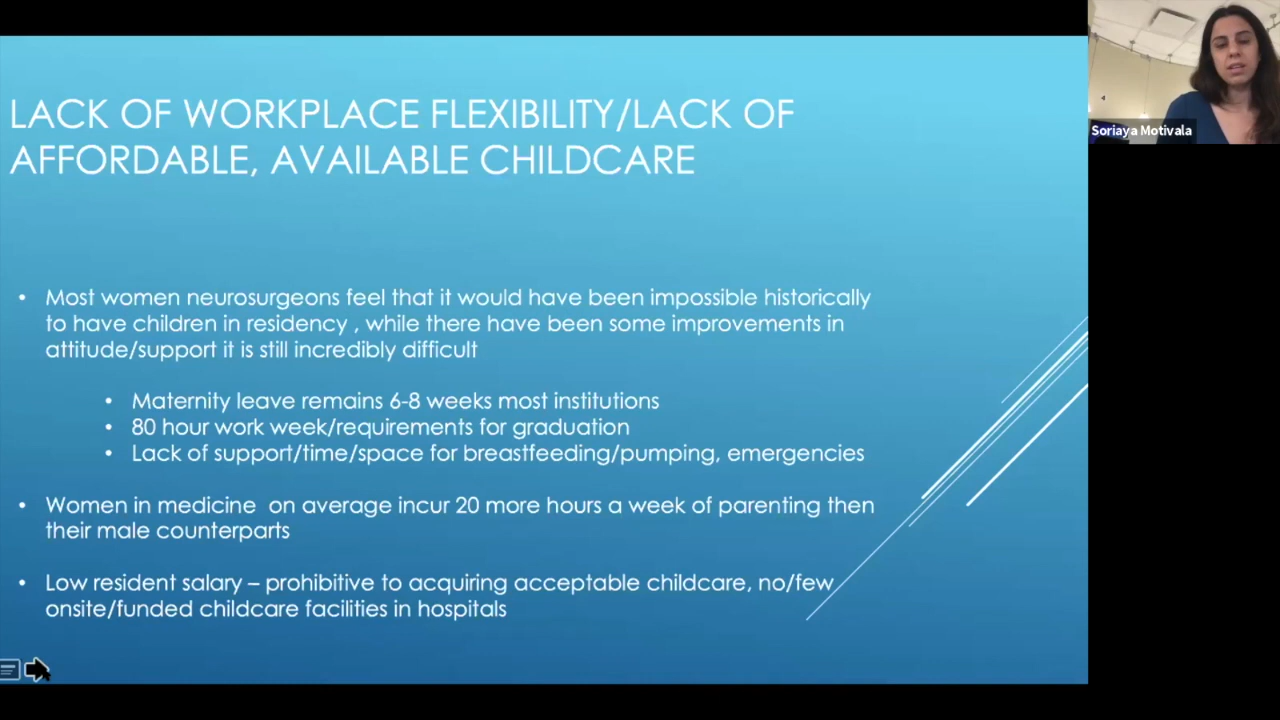 LACK OF WORKPLACE FLEXIBILITY/LACK OF
AFFORDABLE, AVAILABLE CHILDCARE
Soriaya Motivala
• Most women neurosurgeons feel that it would have been impossible historically
to have children in residency , while there have been some improvements in
attitude/support it is still incredibly difficult
• Maternity leave remains 6-8 weeks most institutions
• 80 hour work week/requirements for graduation
• Lack of support/time/space for breastfeeding/pumping, emergencies
• Women in medicine  on average incur 20 more hours a week of parenting then
their male counterparts
• Low resident salary – prohibitive to acquiring acceptable childcare, no/few
onsite/funded childcare facilities in hospitals